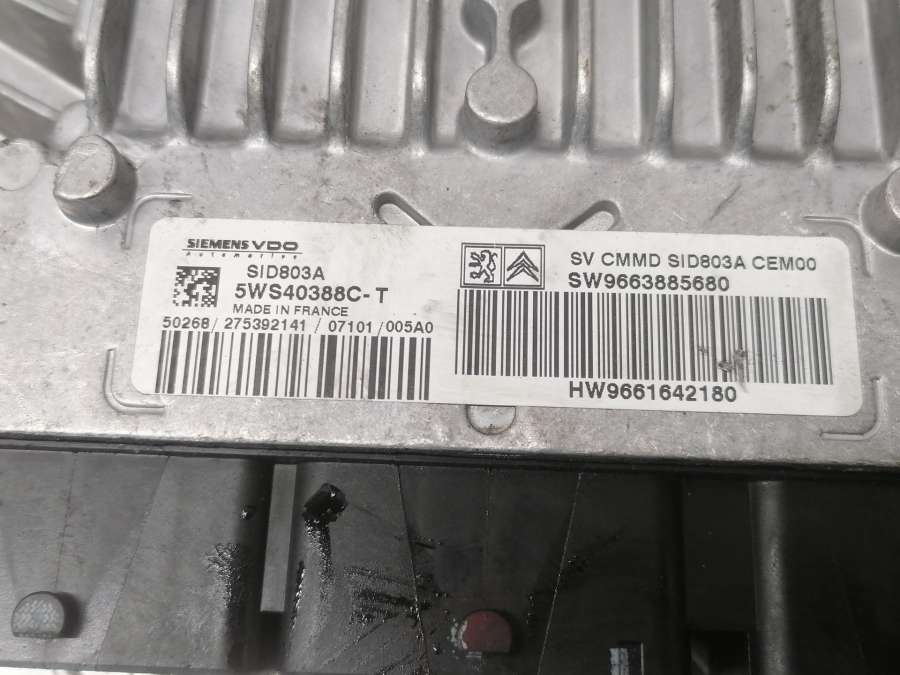 SIEMENS VDO
Automotive
SID803A
5WS40388C-T
MADE IN FRANCE
50268/275392141/07101/005A0
SV CMMD SID803A CEM00
SW9663885680
HW9661642180